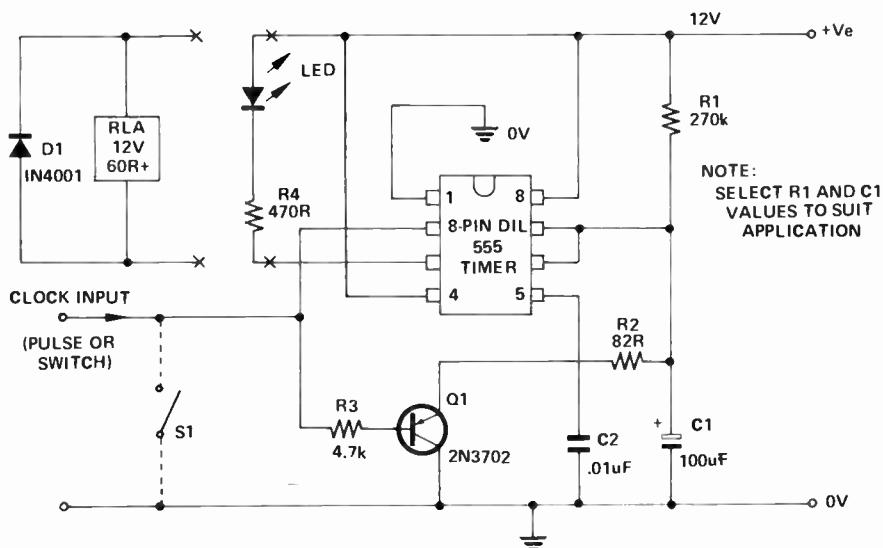 12V
+Ve
LED
R1
270k
0V
RLA
12V
60R+
D1
IN4001
NOTE:
SELECT R1 AND C1
VALUES TO SUIT
APPLICATION
R4
470R
1
8
8-PIN DIL
555
TIMER
4
5
CLOCK INPUT
(PULSE OR
SWITCH)
R2
82R
S1
R3
4.7k
Q1
2N3702
C2
.01uF
+
C1
100uF
0V